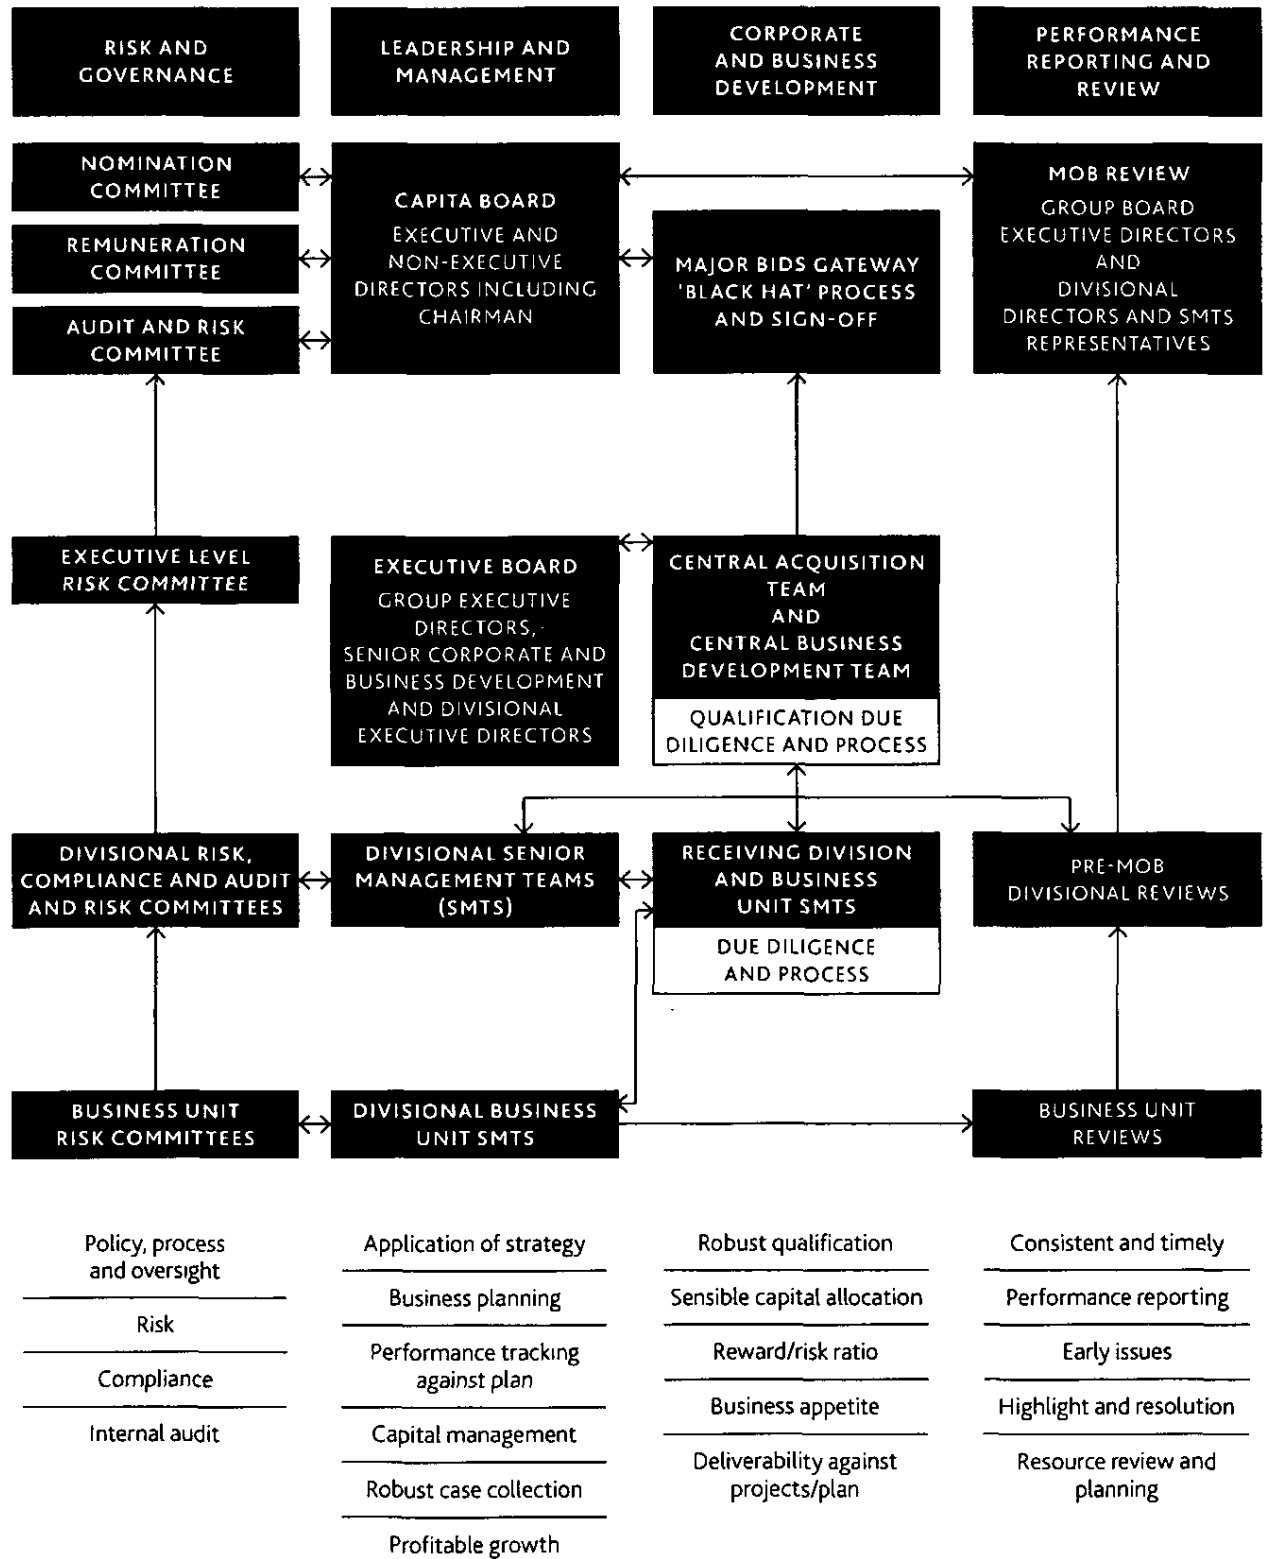 RISK AND
GOVERNANCE
LEADERSHIP AND
MANAGEMENT
CORPORATE
AND BUSINESS
DEVELOPMENT
PERFORMANCE
REPORTING AND
REVIEW
NOMINATION
COMMITTEE
REMUNERATION
COMMITTEE
AUDIT AND RISK
COMMITTEE
CAPITA BOARD
EXECUTIVE AND
NON-EXECUTIVE
DIRECTORS INCLUDING
CHAIRMAN
MAJOR BIDS GATEWAY
'BLACK HAT' PROCESS
AND SIGN-OFF
MOB REVIEW
GROUP BOARD
EXECUTIVE DIRECTORS
AND
DIVISIONAL
DIRECTORS AND SMTS
REPRESENTATIVES
EXECUTIVE LEVEL
RISK COMMITTEE
EXECUTIVE BOARD
GROUP EXECUTIVE
DIRECTORS,
SENIOR CORPORATE AND
BUSINESS DEVELOPMENT
AND DIVISIONAL
EXECUTIVE DIRECTORS
CENTRAL ACQUISITION
TEAM
AND
CENTRAL BUSINESS
DEVELOPMENT TEAM
QUALIFICATION DUE
DILIGENCE AND PROCESS
DIVISIONAL RISK,
COMPLIANCE AND AUDIT
AND RISK COMMITTEES
DIVISIONAL SENIOR
MANAGEMENT TEAMS
(SMTS)
RECEIVING DIVISION
AND BUSINESS
UNIT SMTS
DUE DILIGENCE
AND PROCESS
PRE-MOB
DIVISIONAL REVIEWS
BUSINESS UNIT
RISK COMMITTEES
DIVISIONAL BUSINESS
UNIT SMTS
BUSINESS UNIT
REVIEWS
Policy, process
and oversight
Risk
Compliance
Internal audit
Application of strategy
Business planning
Performance tracking
against plan
Capital management
Robust case collection
Profitable growth
Robust qualification
Sensible capital allocation
Reward/risk ratio
Business appetite
Deliverability against
projects/plan
Consistent and timely
Performance reporting
Early issues
Highlight and resolution
Resource review and
planning